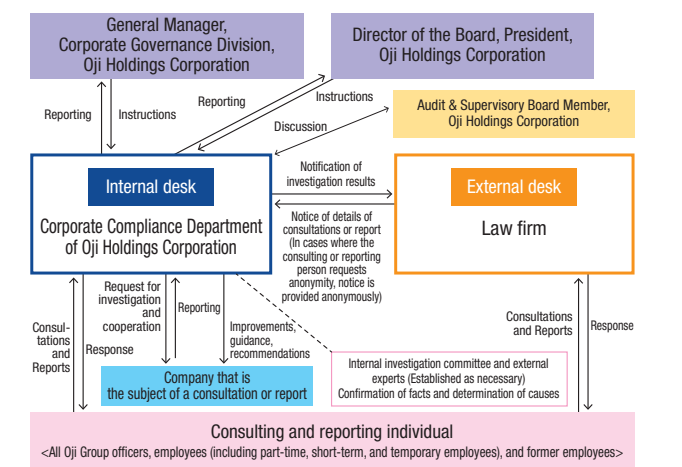 General Manager,
Corporate Governance Division,
Oji Holdings Corporation
Director of the Board, President,
Oji Holdings Corporation
Reporting
Instructions
Reporting
Instructions
Discussion
Audit & Supervisory Board Member,
Oji Holdings Corporation
Internal desk
Corporate Compliance Department
of Oji Holdings Corporation
Notification of
investigation results
Notice of details of
consultations or report
(In cases where the
consulting or reporting
person requests
anonymity, notice is
provided anonymously)
External desk
Law firm
Consul-
tations
and
Reports
Response
Request for
investigation
and
cooperation
Reporting
Improvements,
guidance,
recommendations
Consultations
and Reports
Response
Company that is
the subject of a consultation or report
Internal investigation committee and external
experts (Established as necessary)
Confirmation of facts and determination of causes
Consulting and reporting individual
<All Oji Group officers, employees (including part-time, short-term, and temporary employees), and former employees>